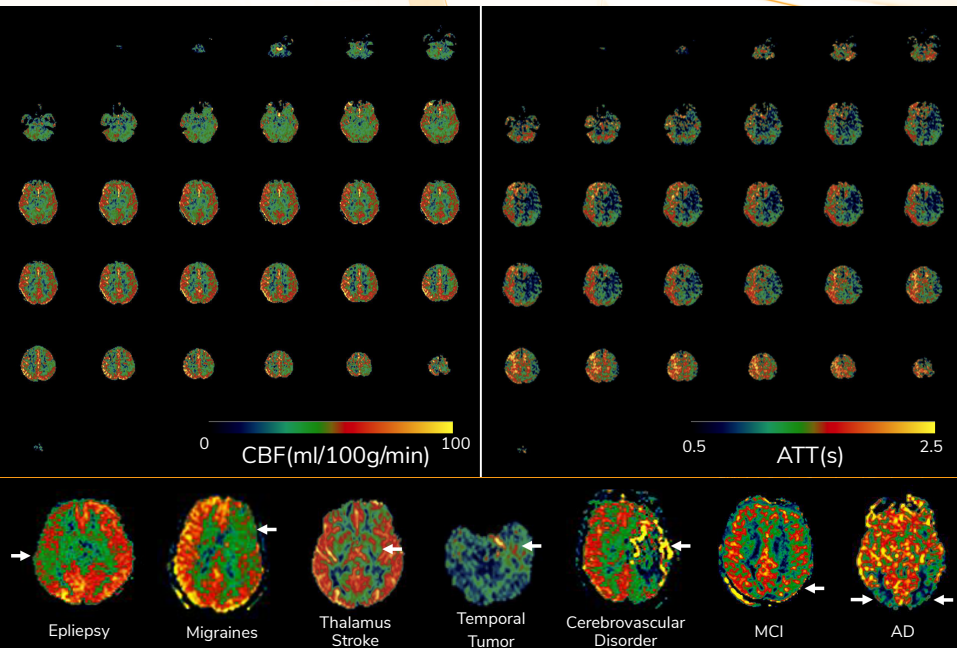 0
100
CBF(ml/100g/min)
0.5
2.5
ATT(s)
Epliepsy
Migraines
Thalamus
Stroke
Temporal
Tumor
Cerebrovascular
Disorder
MCI
AD